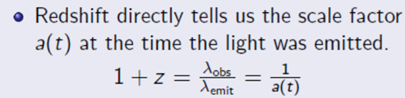 • Redshift directly tells us the scale factor
a(t) at the time the light was emitted.
1 + z = λobs / λemit = 1 / a(t)